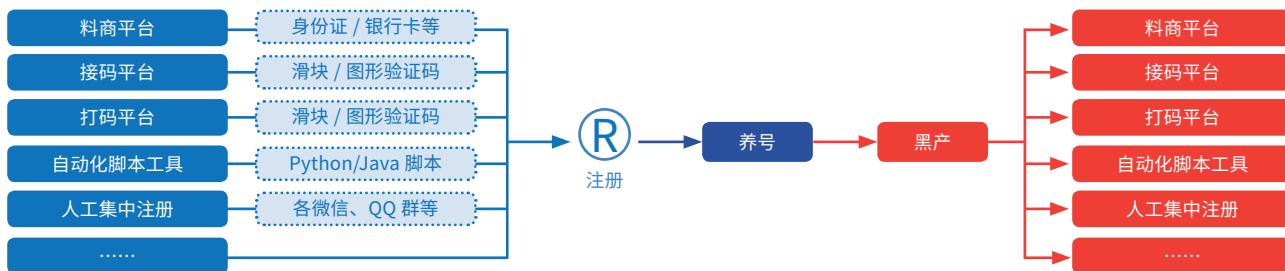 料商平台
身份证 / 银行卡等
接码平台
滑块 / 图形验证码
打码平台
滑块 / 图形验证码
自动化脚本工具
Python/Java 脚本
人工集中注册
各微信、QQ 群等
……
R
注册
养号
黑产
料商平台
接码平台
打码平台
自动化脚本工具
人工集中注册
……